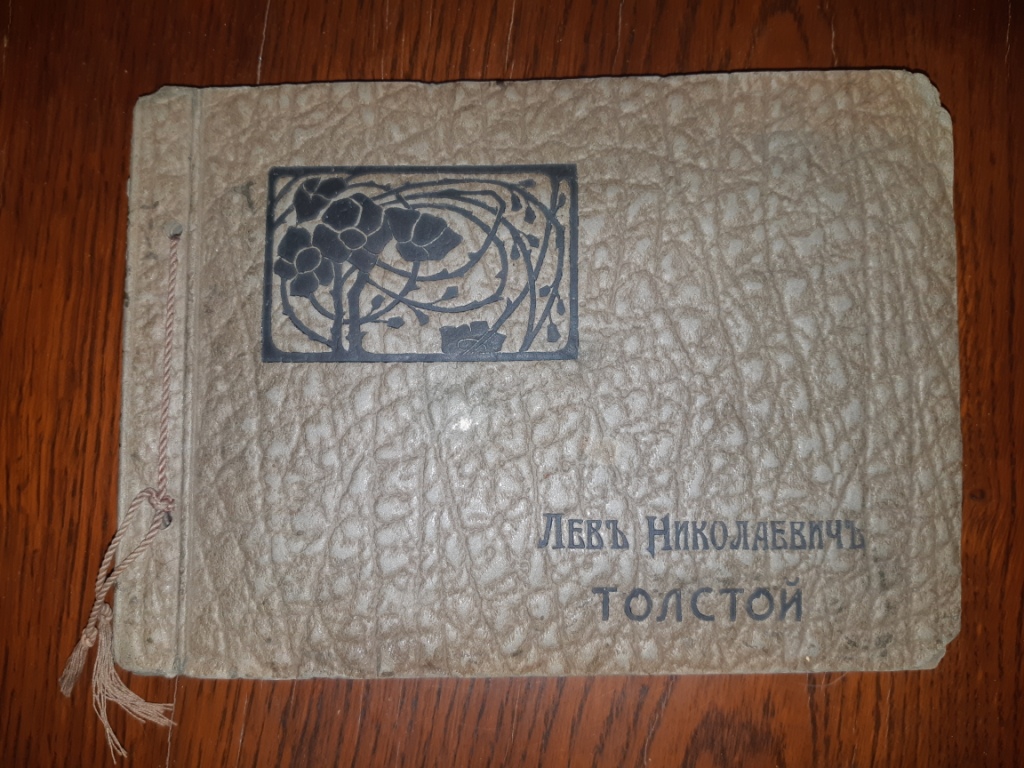 Левъ Николаевичъ
Толстой